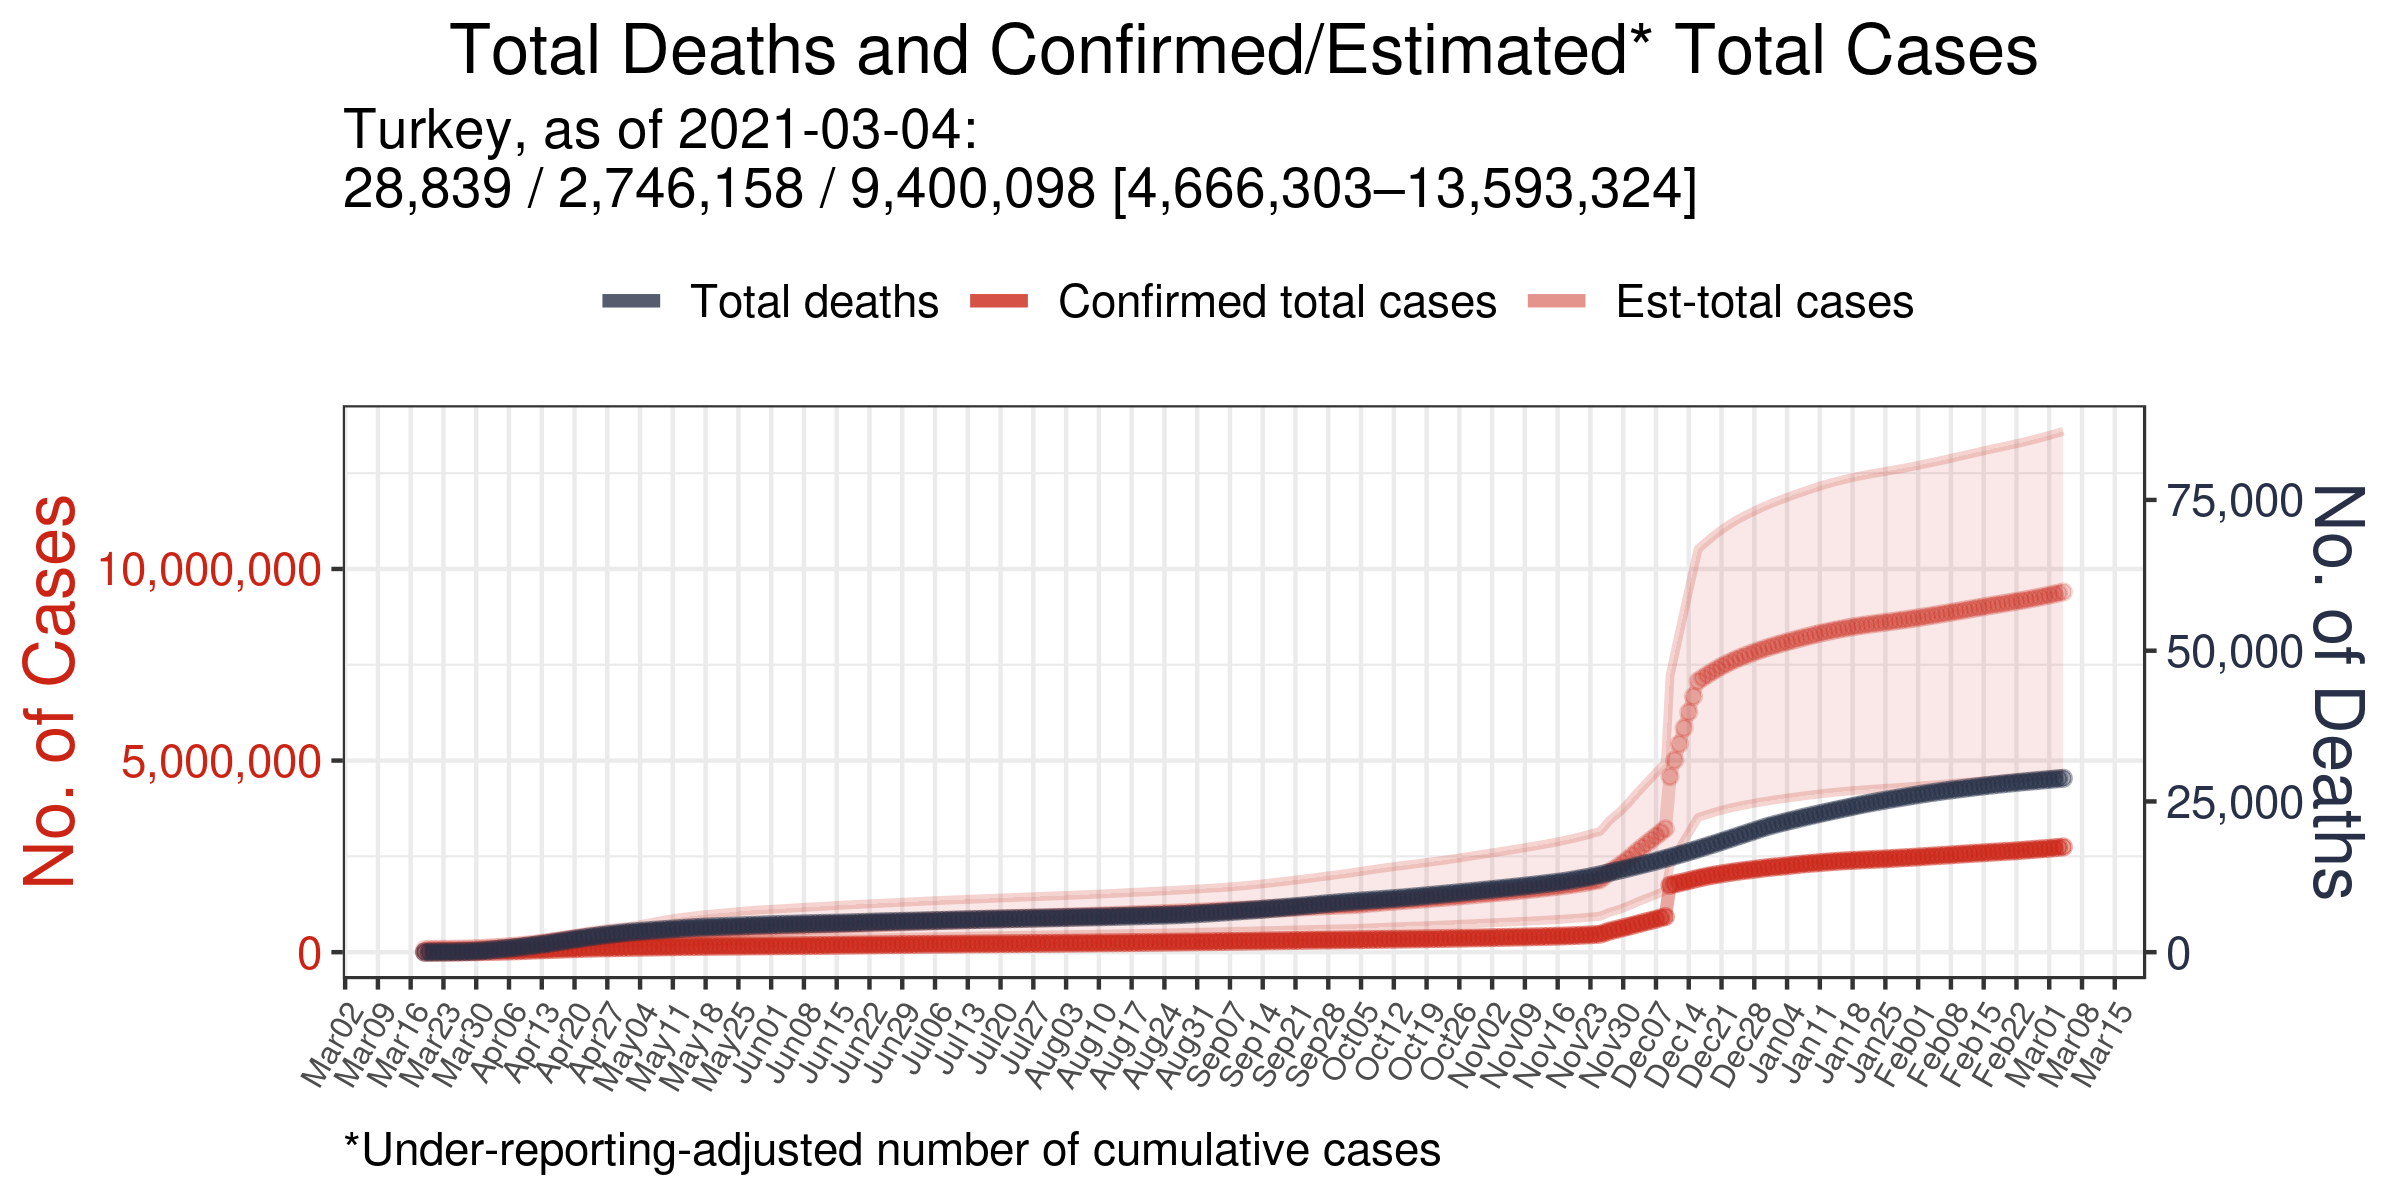 Total Deaths and Confirmed/Estimated* Total Cases
Turkey, as of 2021-03-04:
28,839 / 2,746,158 / 9,400,098 [4,666,303–13,593,324]
Total deaths
Confirmed total cases
Est-total cases
No. of Cases
10,000,000
5,000,000
0
75,000
50,000
25,000
0
No. of Deaths
Mar02
Mar09
Mar16
Mar23
Mar30
Apr06
Apr13
Apr20
Apr27
May04
May11
May18
May25
Jun01
Jun08
Jun15
Jun22
Jun29
Jul06
Jul13
Jul20
Jul27
Aug03
Aug10
Aug17
Aug24
Aug31
Sep07
Sep14
Sep21
Sep28
Oct05
Oct12
Oct19
Oct26
Nov02
Nov09
Nov16
Nov23
Nov30
Dec07
Dec14
Dec21
Dec28
Jan04
Jan11
Jan18
Jan25
Feb01
Feb08
Feb15
Feb22
Mar01
Mar08
Mar15
*Under-reporting-adjusted number of cumulative cases